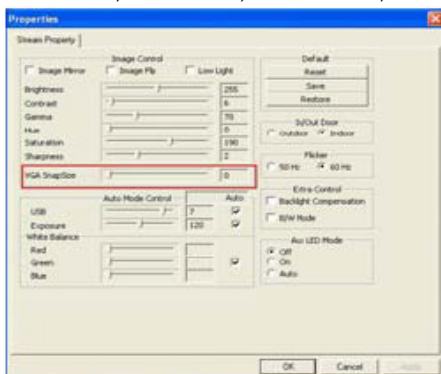 Properties
Stream Property
Image Control
Image Mirror
Image Flip
Low Light
Brightness 255
Contrast 6
Gamma 70
Hue 0
Saturation 190
Sharpness 2
VGA SnapSize 0
Auto Mode Control
Auto
USB 7
Exposure 120
White Balance
Red
Green
Blue
Default
Reset
Save
Restore
In/Out Door
Outdoor
Indoor
Flicker
50 Hz
60 Hz
Extra Control
Backlight Compensation
B/W Mode
Aux LED Mode
Off
On
Auto
OK
Cancel
Apply